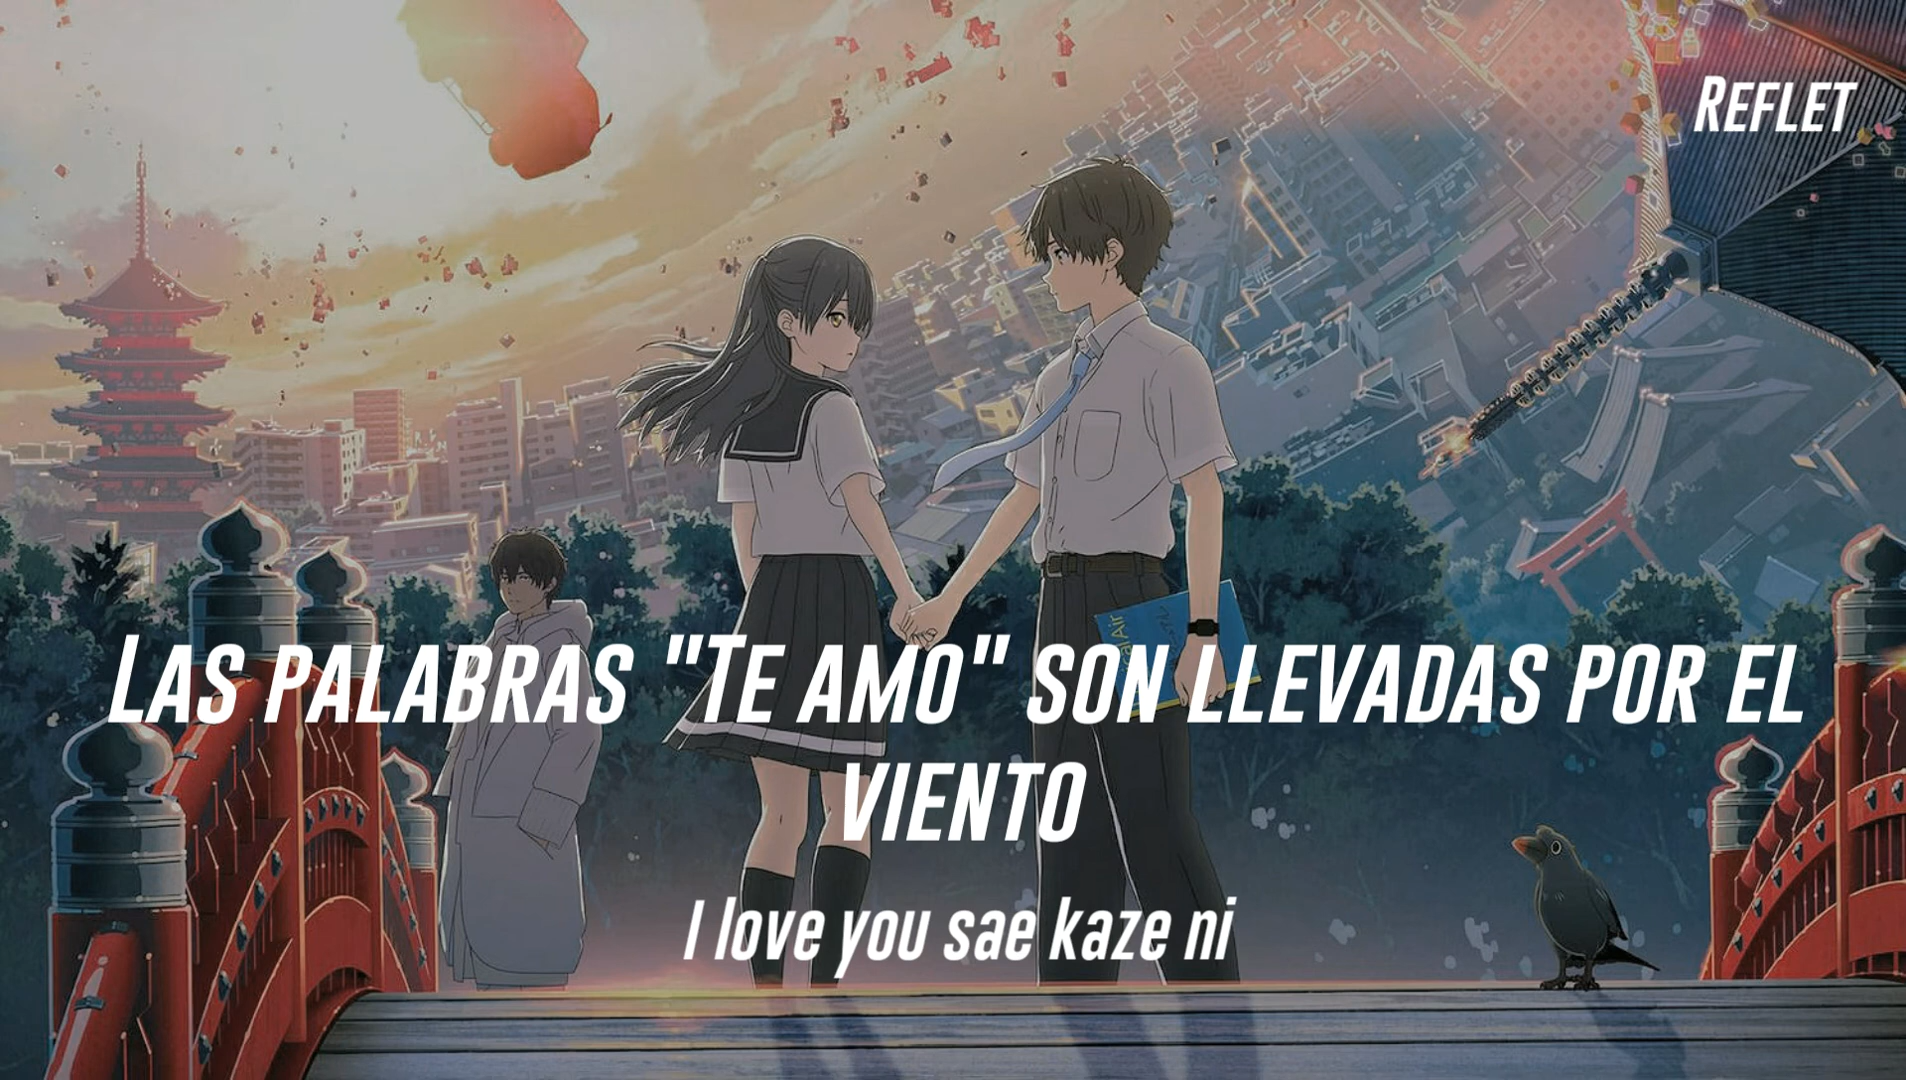 REFLET
LAS PALABRAS "TE AMO" SON LLEVADAS POR EL
VIENTO
I love you sae kaze ni